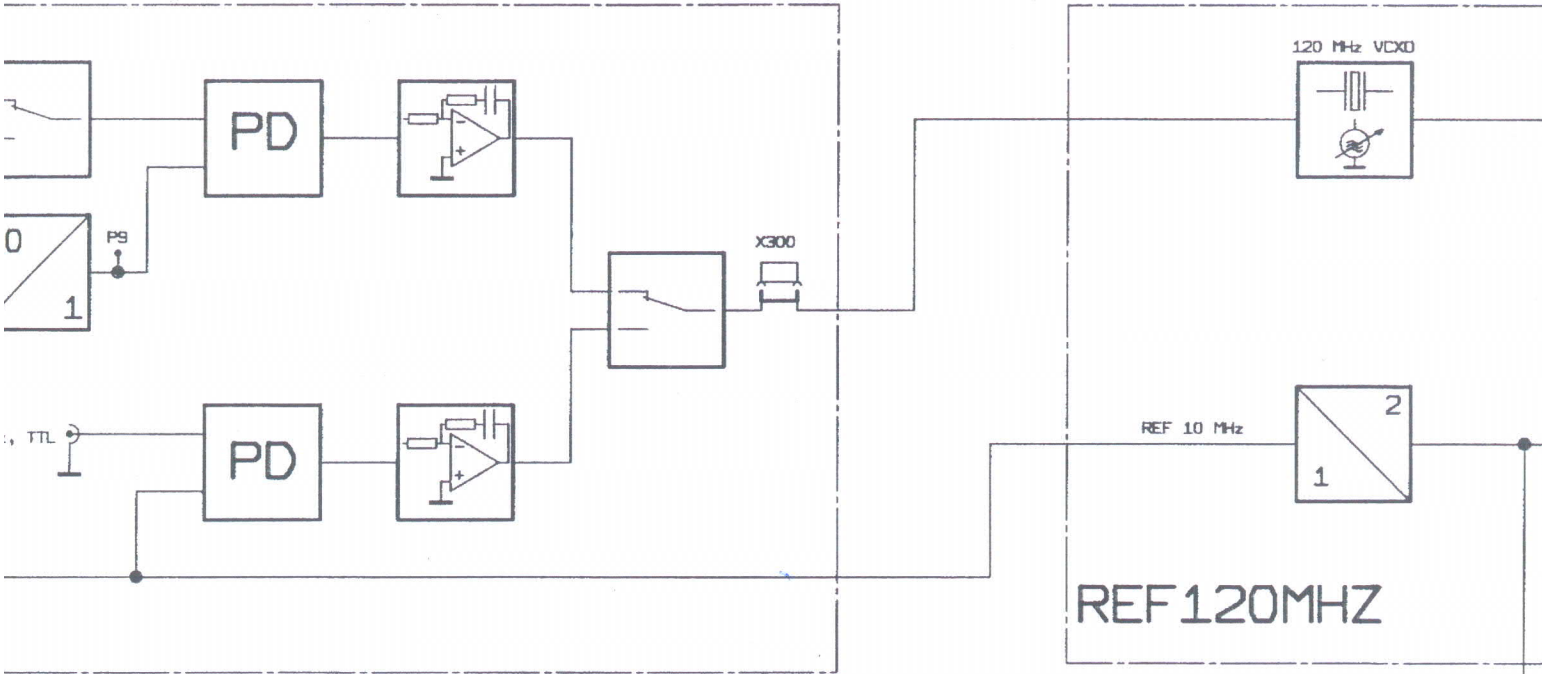 120 MHz VCXO
PD
0
1
P9
X300
, TTL
PD
REF 10 MHz
2
1
REF120MHZ